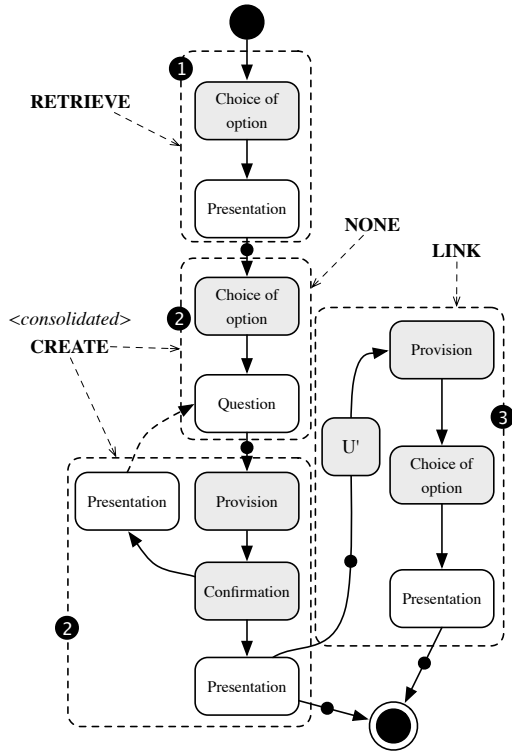 1
Choice of
option
RETRIEVE
Presentation
NONE
LINK
Choice of
option
<consolidated>
CREATE
2
Provision
Question
3
U'
Choice of
option
Presentation
Provision
Confirmation
Presentation
2
Presentation